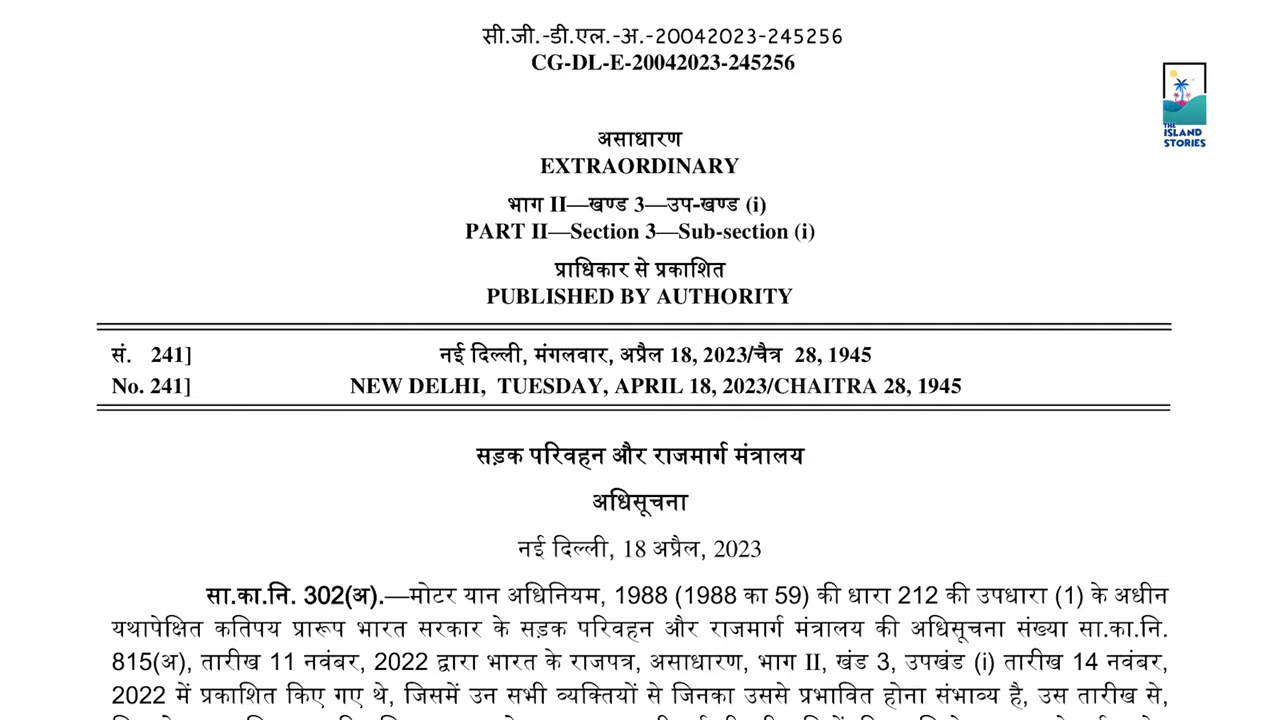 सी.जी.-डी.एल.-अ.-20042023-245256
CG-DL-E-20042023-245256
THE
ISLAND
STORIES
असाधारण
EXTRAORDINARY
भाग II—खण्ड 3—उप-खण्ड (i)
PART II—Section 3—Sub-section (i)
प्राधिकार से प्रकाशित
PUBLISHED BY AUTHORITY
सं. 241] नई दिल्ली, मंगलवार, अप्रैल 18, 2023/चैत्र 28, 1945
No. 241] NEW DELHI, TUESDAY, APRIL 18, 2023/CHAITRA 28, 1945
सड़क परिवहन और राजमार्ग मंत्रालय
अधिसूचना
नई दिल्ली, 18 अप्रैल, 2023
सा.का.नि. 302(अ).—मोटर यान अधिनियम, 1988 (1988 का 59) की धारा 212 की उपधारा (1) के अधीन
यथापेक्षित कतिपय प्रारूप भारत सरकार के सड़क परिवहन और राजमार्ग मंत्रालय की अधिसूचना संख्या सा.का.नि.
815(अ), तारीख 11 नवंबर, 2022 द्वारा भारत के राजपत्र, असाधारण, भाग II, खंड 3, उपखंड (i) तारीख 14 नवंबर,
2022 में प्रकाशित किए गए थे, जिसमें उन सभी व्यक्तियों से जिनका उससे प्रभावित होना संभाव्य है, उस तारीख से,